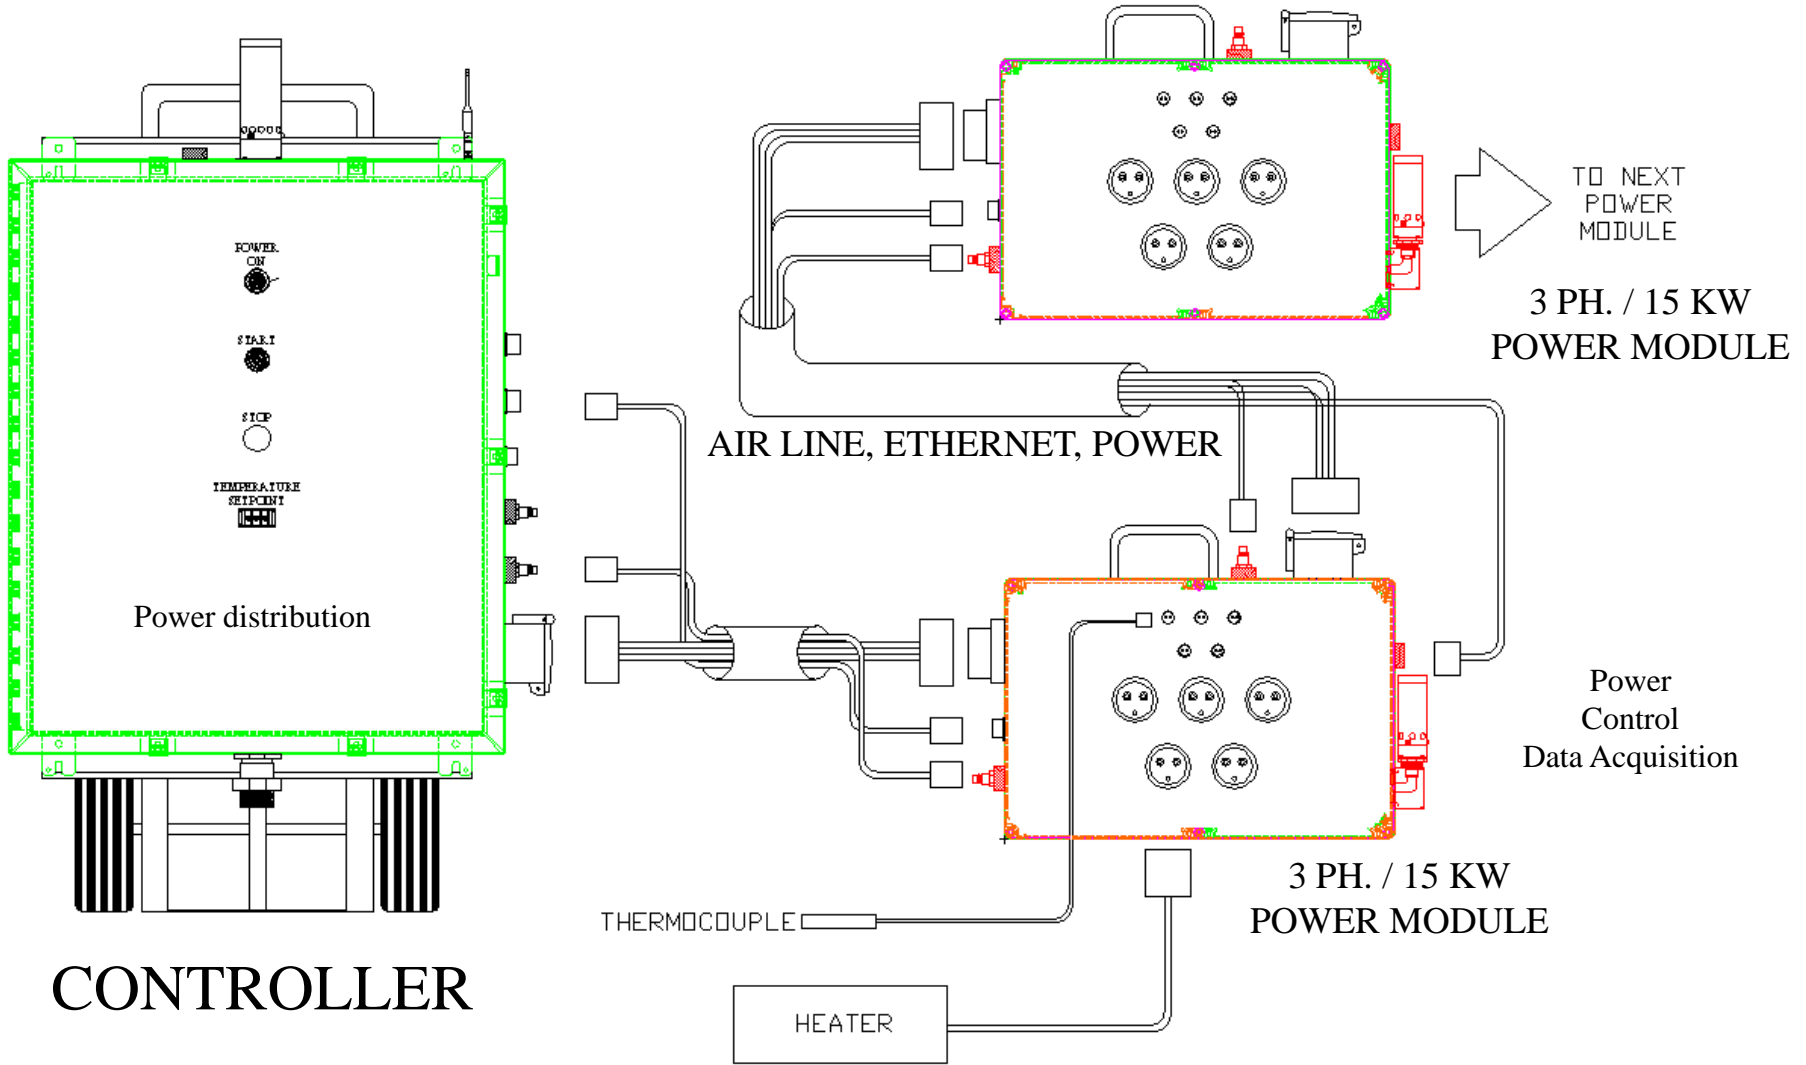 POWER
ON
START
STOP
TEMPERATURE
SETPOINT
Power distribution
CONTROLLER
AIR LINE, ETHERNET, POWER
TO NEXT
POWER
MODULE
3 PH. / 15 KW
POWER MODULE
Power
Control
Data Acquisition
3 PH. / 15 KW
POWER MODULE
THERMOCOUPLE
HEATER